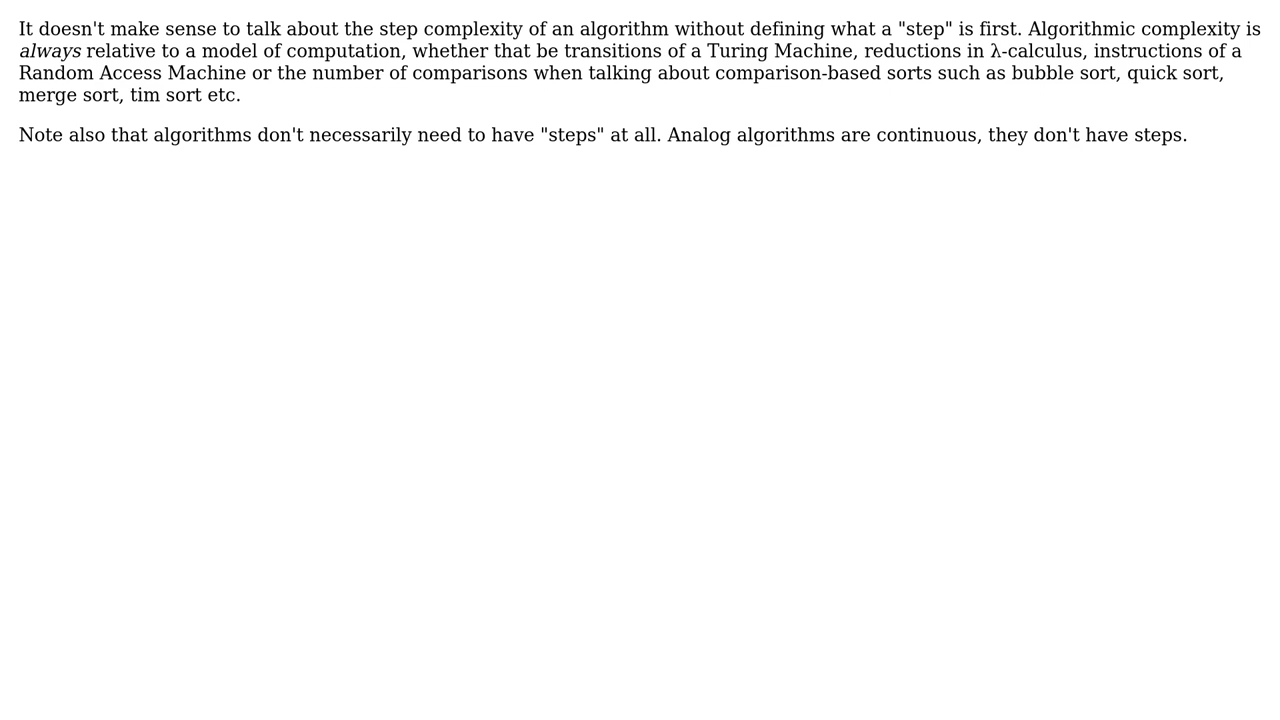 It doesn't make sense to talk about the step complexity of an algorithm without defining what a "step" is first. Algorithmic complexity is
always relative to a model of computation, whether that be transitions of a Turing Machine, reductions in λ-calculus, instructions of a
Random Access Machine or the number of comparisons when talking about comparison-based sorts such as bubble sort, quick sort,
merge sort, tim sort etc.
Note also that algorithms don't necessarily need to have "steps" at all. Analog algorithms are continuous, they don't have steps.